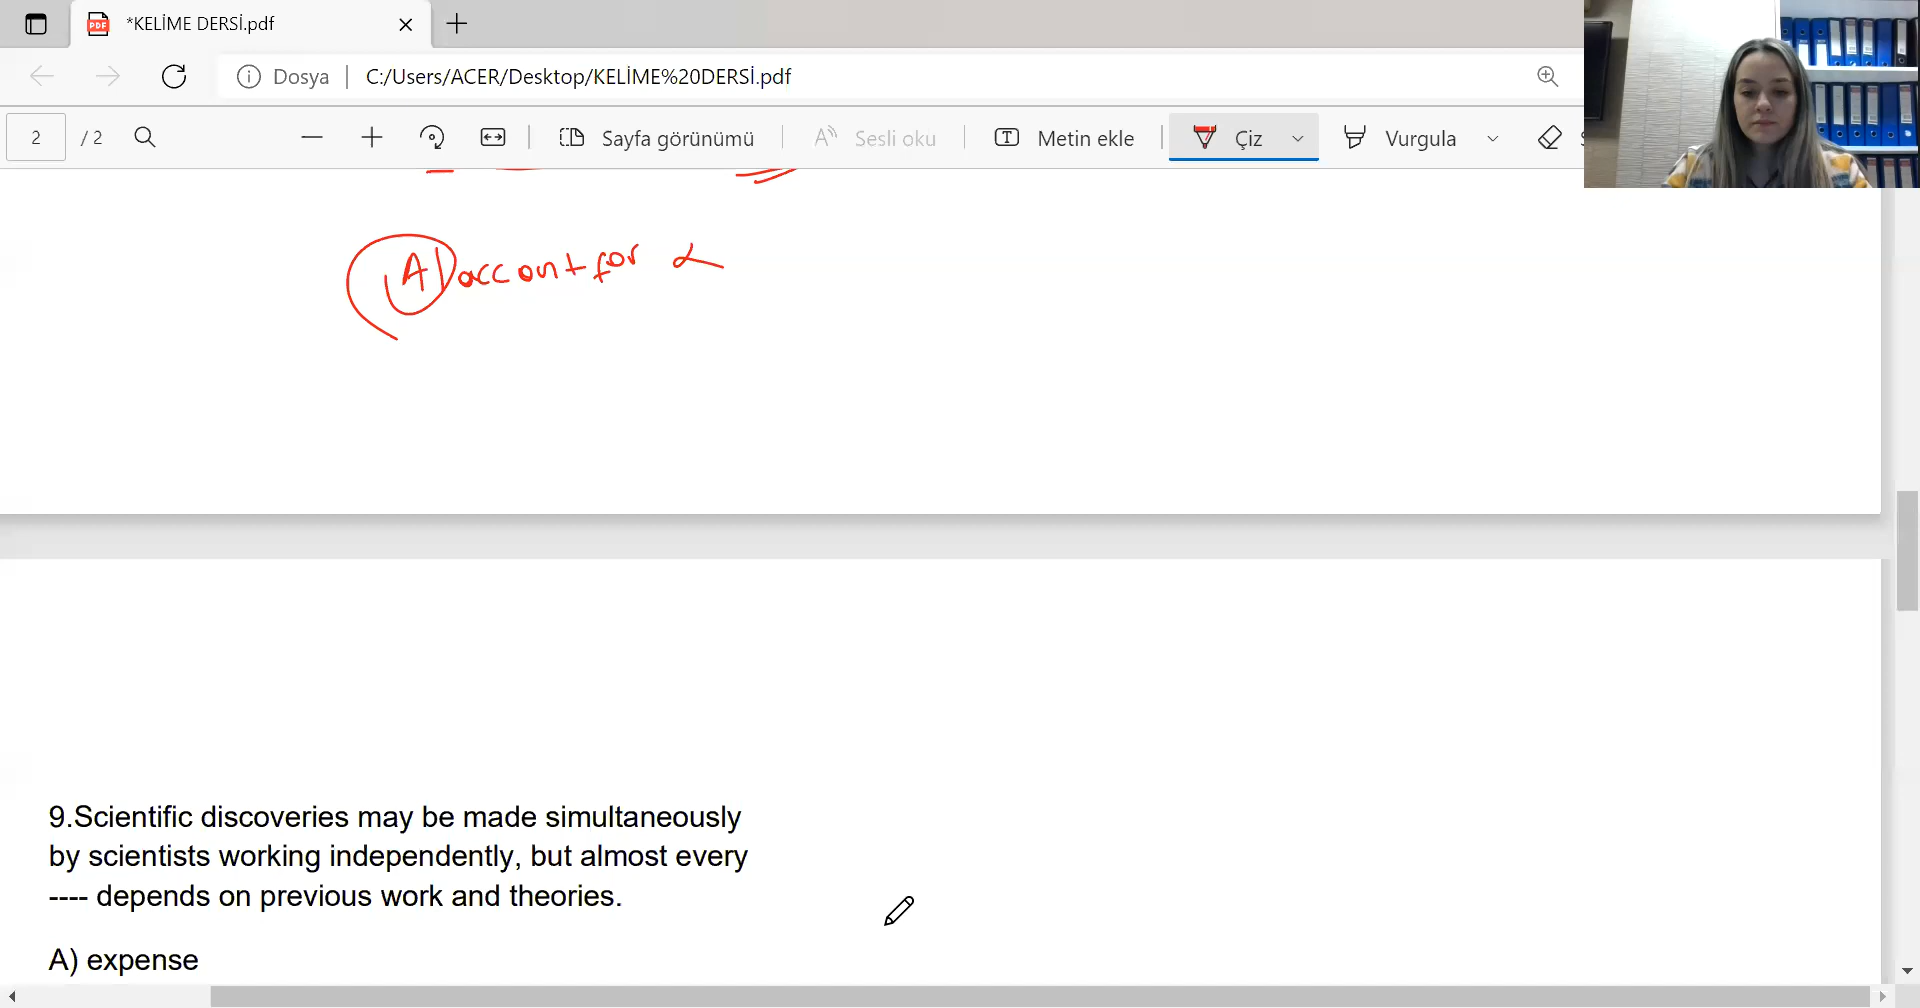 *KELİME DERSİ.pdf
Dosya
C:/Users/ACER/Desktop/KELİME%20DERSİ.pdf
2 / 2
Sayfa görünümü
Sesli oku
Metin ekle
Çiz
Vurgula
A) accont for
9.Scientific discoveries may be made simultaneously
by scientists working independently, but almost every
---- depends on previous work and theories.
A) expense